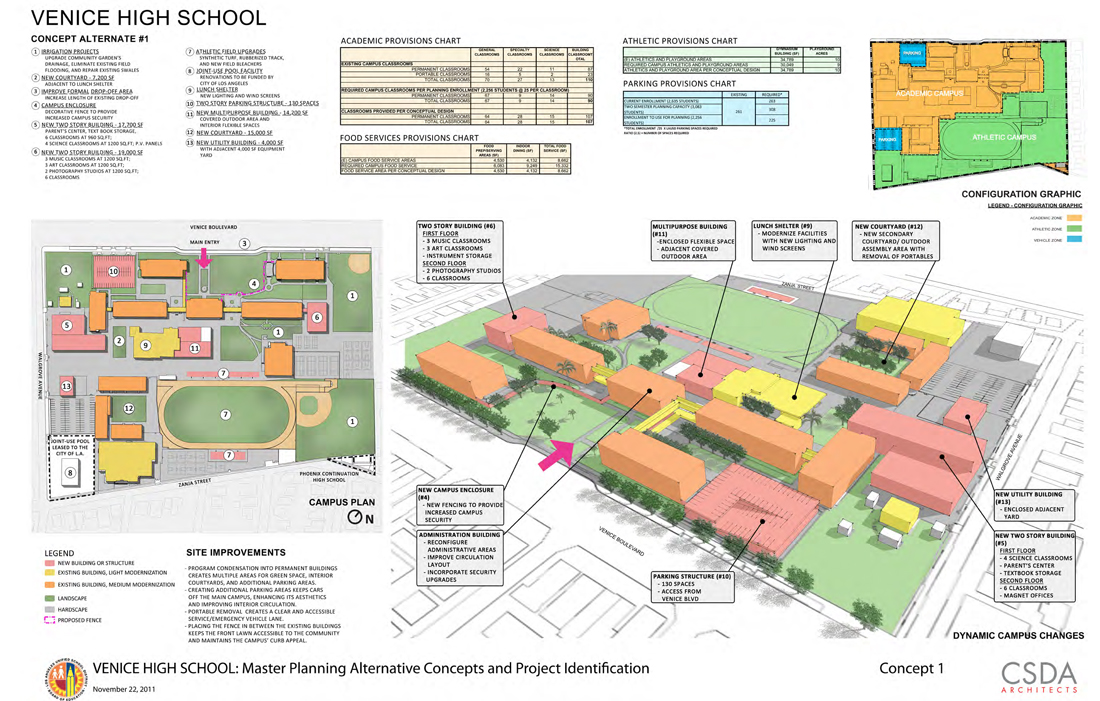 VENICE HIGH SCHOOL
CONCEPT ALTERNATE #1
1 IRRIGATION PROJECTS
UPGRADE COMMUNITY GARDEN'S
DRAINAGE, ELIMINATE EXISTING FIELD
FLOODING, AND REPAIR EXISTING SWALES
2 NEW COURTYARD - 7,200 SF
ADJACENT TO LUNCH SHELTER
3 IMPROVE FORMAL DROP-OFF AREA
INCREASE LENGTH OF EXISTING DROP-OFF
4 CAMPUS ENCLOSURE
DECORATIVE FENCE TO PROVIDE
INCREASED CAMPUS SECURITY
5 NEW TWO STORY BUILDING - 17,700 SF
PARENT'S CENTER, TEXT BOOK STORAGE,
6 CLASSROOMS AT 960 SQ.FT;
4 SCIENCE CLASSROOMS AT 1200 SQ.FT; P.V. PANELS
6 NEW TWO STORY BUILDING - 19,000 SF
3 MUSIC CLASSROOMS AT 1200 SQ.FT;
3 ART CLASSROOMS AT 1200 SQ.FT;
2 PHOTOGRAPHY STUDIOS AT 1200 SQ.FT;
6 CLASSROOMS
7 ATHLETIC FIELD UPGRADES
SYNTHETIC TURF, RUBBERIZED TRACK,
AND NEW FIELD BLEACHERS
8 JOINT-USE POOL FACILITY
RENOVATIONS TO BE FUNDED BY
CITY OF LOS ANGELES
9 LUNCH SHELTER
NEW LIGHTING AND WIND SCREENS
10 TWO STORY PARKING STRUCTURE - 130 SPACES
11 NEW MULTIPURPOSE BUILDING - 14,200 SF
COVERED OUTDOOR AREA AND
INTERIOR FLEXIBLE SPACES
12 NEW COURTYARD - 15,000 SF
13 NEW UTILITY BUILDING - 4,000 SF
WITH ADJACENT 4,000 SF EQUIPMENT
YARD
ACADEMIC PROVISIONS CHART
GENERAL CLASSROOMS SPECIALTY CLASSROOMS SCIENCE CLASSROOMS BUILDING CLASSROOM TOTAL
EXISTING CAMPUS CLASSROOMS
PERMANENT CLASSROOMS 54 22 11 87
PORTABLE CLASSROOMS 16 5 2 23
TOTAL CLASSROOMS 70 27 13 110
REQUIRED CAMPUS CLASSROOMS PER PLANNING ENROLLMENT (2,256 STUDENTS @ 25 PER CLASSROOM)
PERMANENT CLASSROOMS 67 9 14 90
TOTAL CLASSROOMS 67 9 14 90
CLASSROOMS PROVIDED PER CONCEPTUAL DESIGN
PERMANENT CLASSROOMS 64 28 15 107
TOTAL CLASSROOMS 64 28 15 107
FOOD SERVICES PROVISIONS CHART
FOOD PREP/SERVING AREAS (SF) INDOOR DINING (SF) TOTAL FOOD SERVICE (SF)
(E) CAMPUS FOOD SERVICE AREAS 4,530 4,132 8,662
REQUIRED CAMPUS FOOD SERVICE 6,083 9,249 15,332
FOOD SERVICE AREA PER CONCEPTUAL DESIGN 4,530 4,132 8,662
ATHLETIC PROVISIONS CHART
GYMNASIUM BUILDING (SF) PLAYGROUND ACRES
(E) ATHLETICS AND PLAYGROUND AREAS 34,789 10
REQUIRED CAMPUS ATHLETICS AND PLAYGROUND AREAS 30,049
ATHLETICS AND PLAYGROUND AREA PER CONCEPTUAL DESIGN 34,789 10
PARKING PROVISIONS CHART
EXISTING REQUIRED*
CURRENT ENROLLMENT
TWO SEMESTER PLANNING CAPACITY
ENROLLMENT TO USE FOR PLANNING (2,256 STUDENTS) 225
PARKING
ACADEMIC CAMPUS
PARKING
ATHLETIC CAMPUS
CONFIGURATION GRAPHIC
LEGEND - CONFIGURATION GRAPHIC
ACADEMIC ZONE
ATHLETIC ZONE
VEHICLE ZONE
VENICE BOULEVARD
MAIN ENTRY
3
1
10
4
1
5
6
2
9
11
1
7
13
12
7
1
7
8
WALGROVE AVENUE
JOINT-USE POOL
LEASED TO THE
CITY OF L.A.
ZANJA STREET
PHOENIX CONTINUATION
HIGH SCHOOL
CAMPUS PLAN
N
TWO STORY BUILDING (#6)
FIRST FLOOR
- 3 MUSIC CLASSROOMS
- 3 ART CLASSROOMS
- INSTRUMENT STORAGE
SECOND FLOOR
- 2 PHOTOGRAPHY STUDIOS
- 6 CLASSROOMS
MULTIPURPOSE BUILDING
(#11)
-ENCLOSED FLEXIBLE SPACE
- ADJACENT COVERED
OUTDOOR AREA
LUNCH SHELTER (#9)
- MODERNIZE FACILITIES
WITH NEW LIGHTING AND
WIND SCREENS
NEW COURTYARD (#12)
- NEW SECONDARY
COURTYARD/ OUTDOOR
ASSEMBLY AREA WITH
REMOVAL OF PORTABLES
ZANJA STREET
WALGROVE AVENUE
VENICE BOULEVARD
NEW CAMPUS ENCLOSURE
(#4)
- NEW FENCING TO PROVIDE
INCREASED CAMPUS
SECURITY
ADMINISTRATION BUILDING
- RECONFIGURE
ADMINISTRATIVE AREAS
- IMPROVE CIRCULATION
LAYOUT
- INCORPORATE SECURITY
UPGRADES
PARKING STRUCTURE (#10)
- 130 SPACES
- ACCESS FROM
VENICE BLVD
NEW UTILITY BUILDING
(#13)
- ENCLOSED ADJACENT
YARD
NEW TWO STORY BUILDING
(#5)
FIRST FLOOR
- 4 SCIENCE CLASSROOMS
- PARENT'S CENTER
- TEXTBOOK STORAGE
SECOND FLOOR
- 6 CLASSROOMS
- MAGNET OFFICES
DYNAMIC CAMPUS CHANGES
LEGEND
NEW BUILDING OR STRUCTURE
EXISTING BUILDING, LIGHT MODERNIZATION
EXISTING BUILDING, MEDIUM MODERNIZATION
LANDSCAPE
HARDSCAPE
PROPOSED FENCE
SITE IMPROVEMENTS
- PROGRAM CONDENSATION INTO PERMANENT BUILDINGS
CREATES MULTIPLE AREAS FOR GREEN SPACE, INTERIOR
COURTYARDS, AND ADDITIONAL PARKING AREAS.
- CREATING ADDITIONAL PARKING AREAS KEEPS CARS
OFF THE MAIN CAMPUS, ENHANCING ITS AESTHETICS
AND IMPROVING INTERIOR CIRCULATION.
- PORTABLE REMOVAL CREATES A CLEAR AND ACCESSIBLE
SERVICE/EMERGENCY VEHICLE LANE.
- PLACING THE FENCE IN BETWEEN THE EXISTING BUILDINGS
KEEPS THE FRONT LAWN ACCESSIBLE TO THE COMMUNITY
AND MAINTAINS THE CAMPUS' CURB APPEAL.
VENICE HIGH SCHOOL: Master Planning Alternative Concepts and Project Identification
November 22, 2011
Concept 1
CSDA
ARCHITECTS